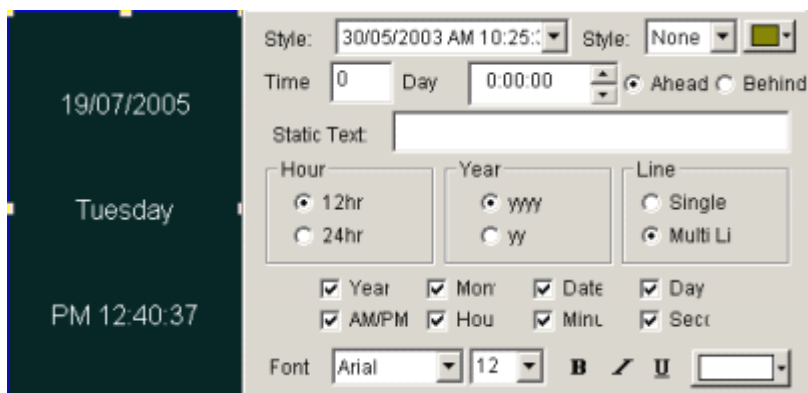 19/07/2005
Tuesday
PM 12:40:37
Style: 30/05/2003 AM 10:25: Style: None
Time 0 Day 0:00:00 Ahead Behind
Static Text:
Hour Year Line
12hr yyyy Single
24hr yy Multi Li
Year Mon Date Day
AM/PM Hou Minu Sec
Font Arial 12 B I U